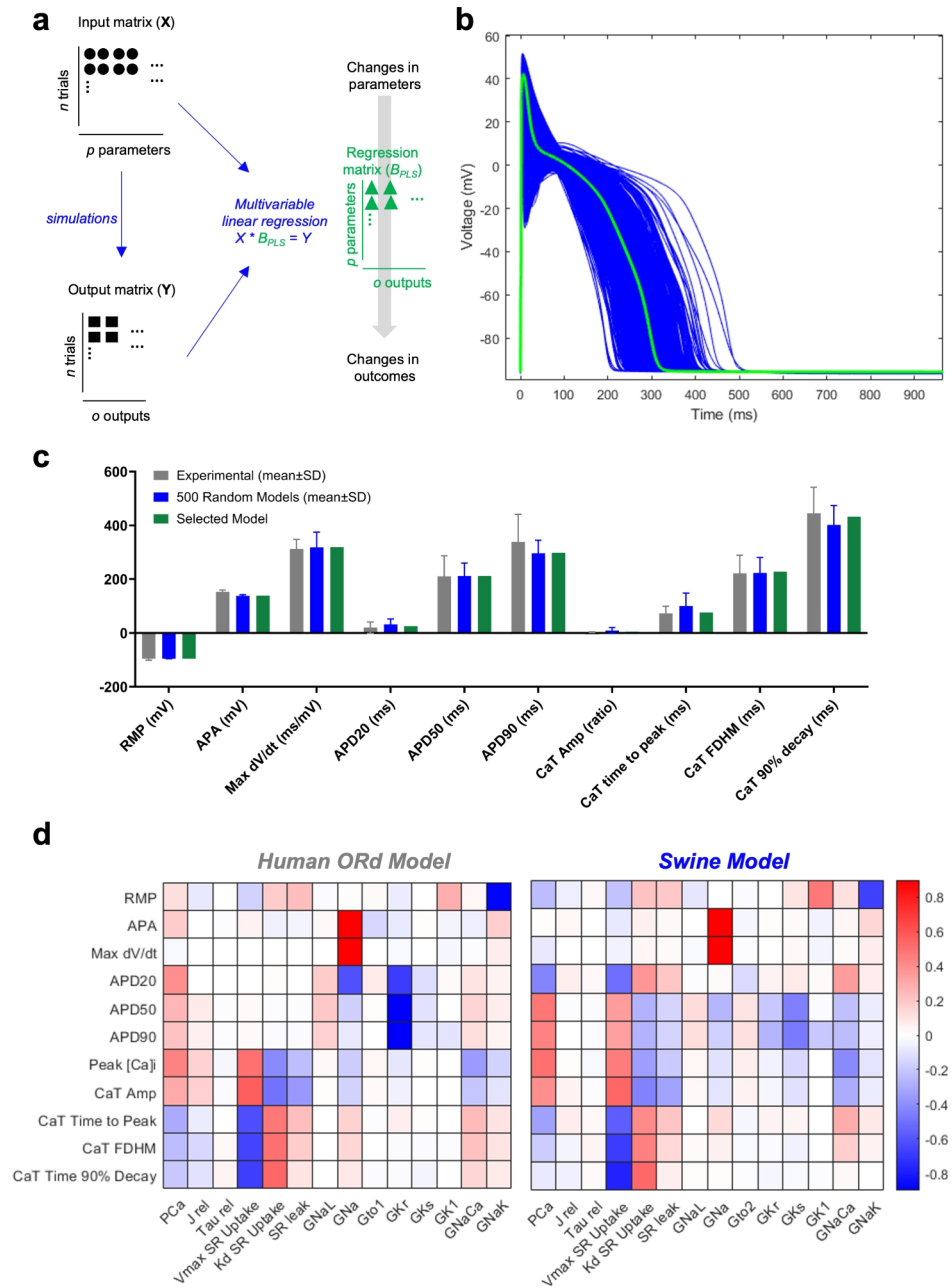 a
Input matrix (X)
n trials
...
...
...
p parameters
simulations
Output matrix (Y)
n trials
...
...
...
o outputs
Multivariable
linear regression
X * BPLS = Y
Changes in
parameters
Regression
matrix (BPLS)
p parameters
...
...
o outputs
Changes in
outcomes
b
Voltage (mV)
60
40
20
0
-20
-40
-60
-80
0 100 200 300 400 500 600 700 800 900
Time (ms)
c
Experimental (mean±SD)
500 Random Models (mean±SD)
Selected Model
600
400
200
0
-200
RMP (mV)
APA (mV)
Max dV/dt (ms/mV)
APD20 (ms)
APD50 (ms)
APD90 (ms)
CaT Amp (ratio)
CaT time to peak (ms)
CaT FDHM (ms)
CaT 90% decay (ms)
d
Human ORd Model
RMP
APA
Max dV/dt
APD20
APD50
APD90
Peak [Ca]i
CaT Amp
CaT Time to Peak
CaT FDHM
CaT Time 90% Decay
PCa
J rel
Tau rel
Vmax SR Uptake
Kd SR Uptake
SR leak
GNaL
GNa
Gto1
GKr
GKs
GK1
GNaCa
GNaK
Swine Model
PCa
J rel
Tau rel
Vmax SR Uptake
Kd SR Uptake
SR leak
GNaL
GNa
Gto2
GKr
GKs
GK1
GNaCa
GNaK
0.8
0.6
0.4
0.2
0
-0.2
-0.4
-0.6
-0.8